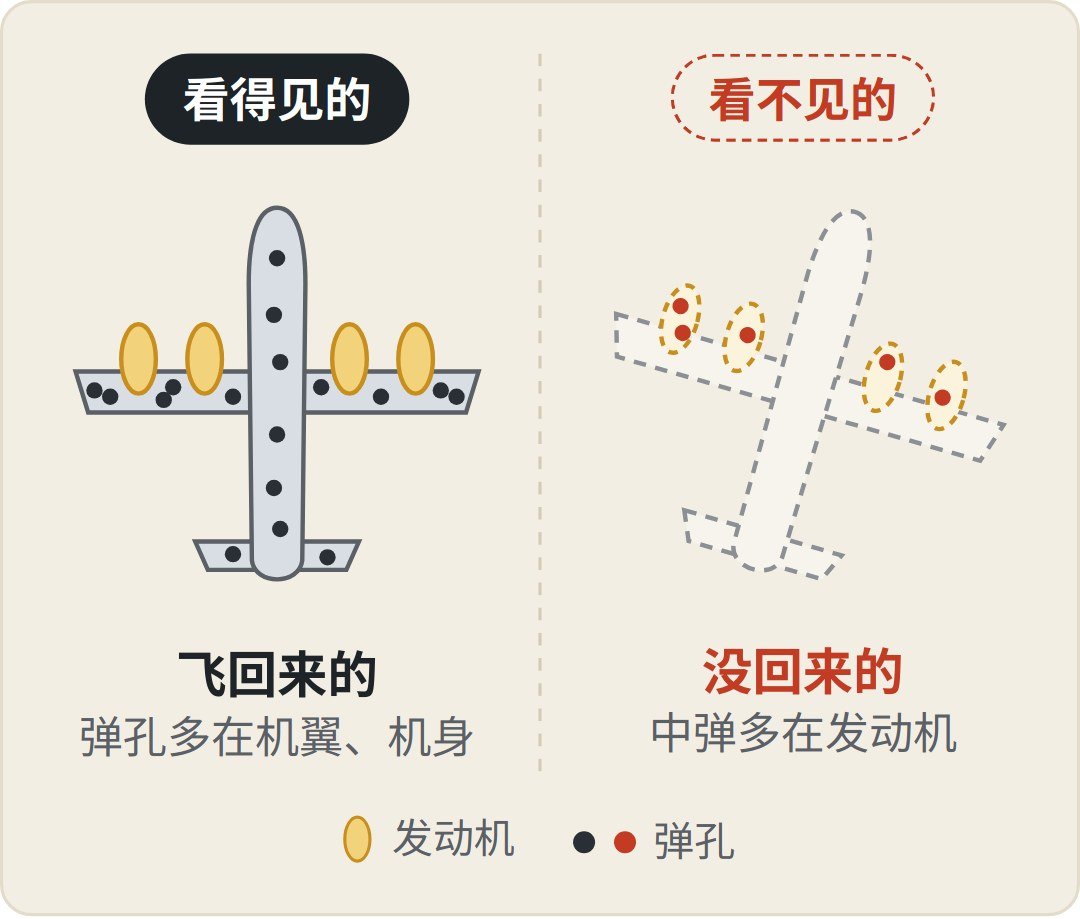 看得见的
看不见的
飞回来的
弹孔多在机翼、机身
没回来的
中弹多在发动机
发动机
弹孔